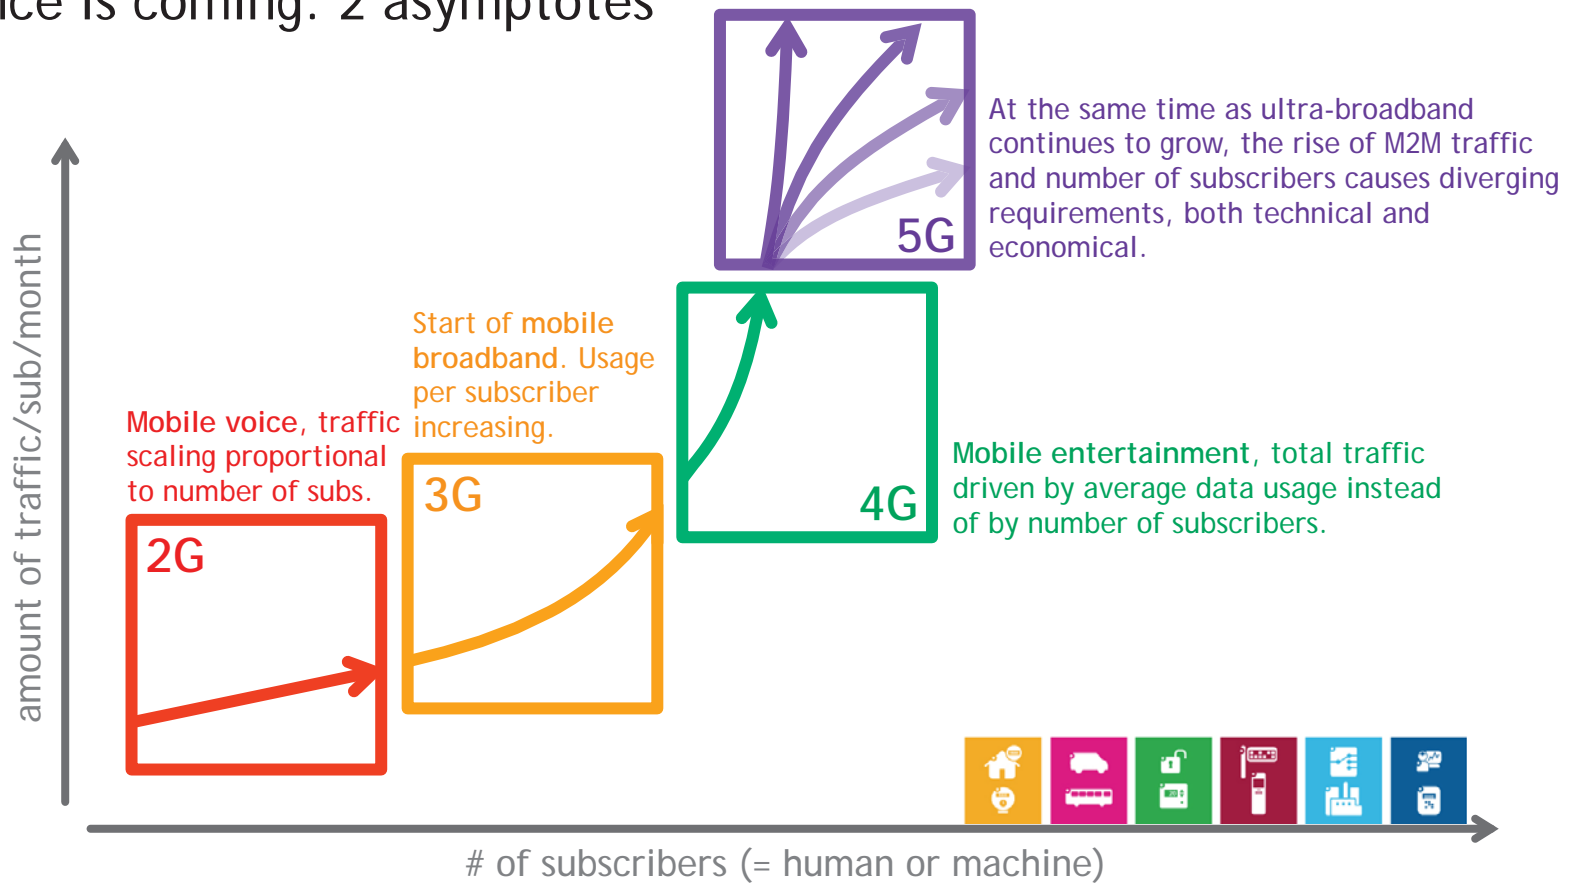 is coming: 2 asymptotes
At the same time as ultra-broadband
continues to grow, the rise of M2M traffic
and number of subscribers causes diverging
requirements, both technical and
economical.
5G
Start of mobile
broadband. Usage
per subscriber
increasing.
Mobile voice, traffic
scaling proportional
to number of subs.
3G
4G
Mobile entertainment, total traffic
driven by average data usage instead
of by number of subscribers.
2G
amount of traffic/sub/month
# of subscribers (= human or machine)